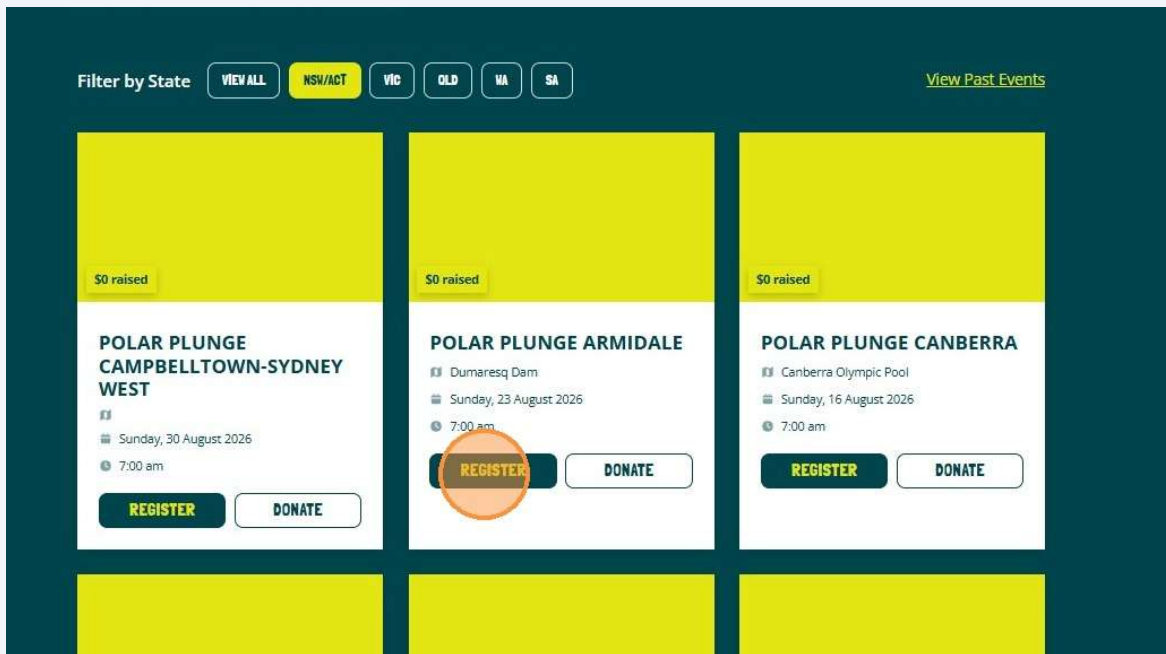 Filter by State
VIEW ALL
NSW/ACT
VIC
QLD
WA
SA
View Past Events
$0 raised
POLAR PLUNGE
CAMPBELLTOWN-SYDNEY
WEST
Sunday, 30 August 2026
7:00 am
REGISTER
DONATE
$0 raised
POLAR PLUNGE ARMIDALE
Dumaresq Dam
Sunday, 23 August 2026
7:00 am
REGISTER
DONATE
$0 raised
POLAR PLUNGE CANBERRA
Canberra Olympic Pool
Sunday, 16 August 2026
7:00 am
REGISTER
DONATE